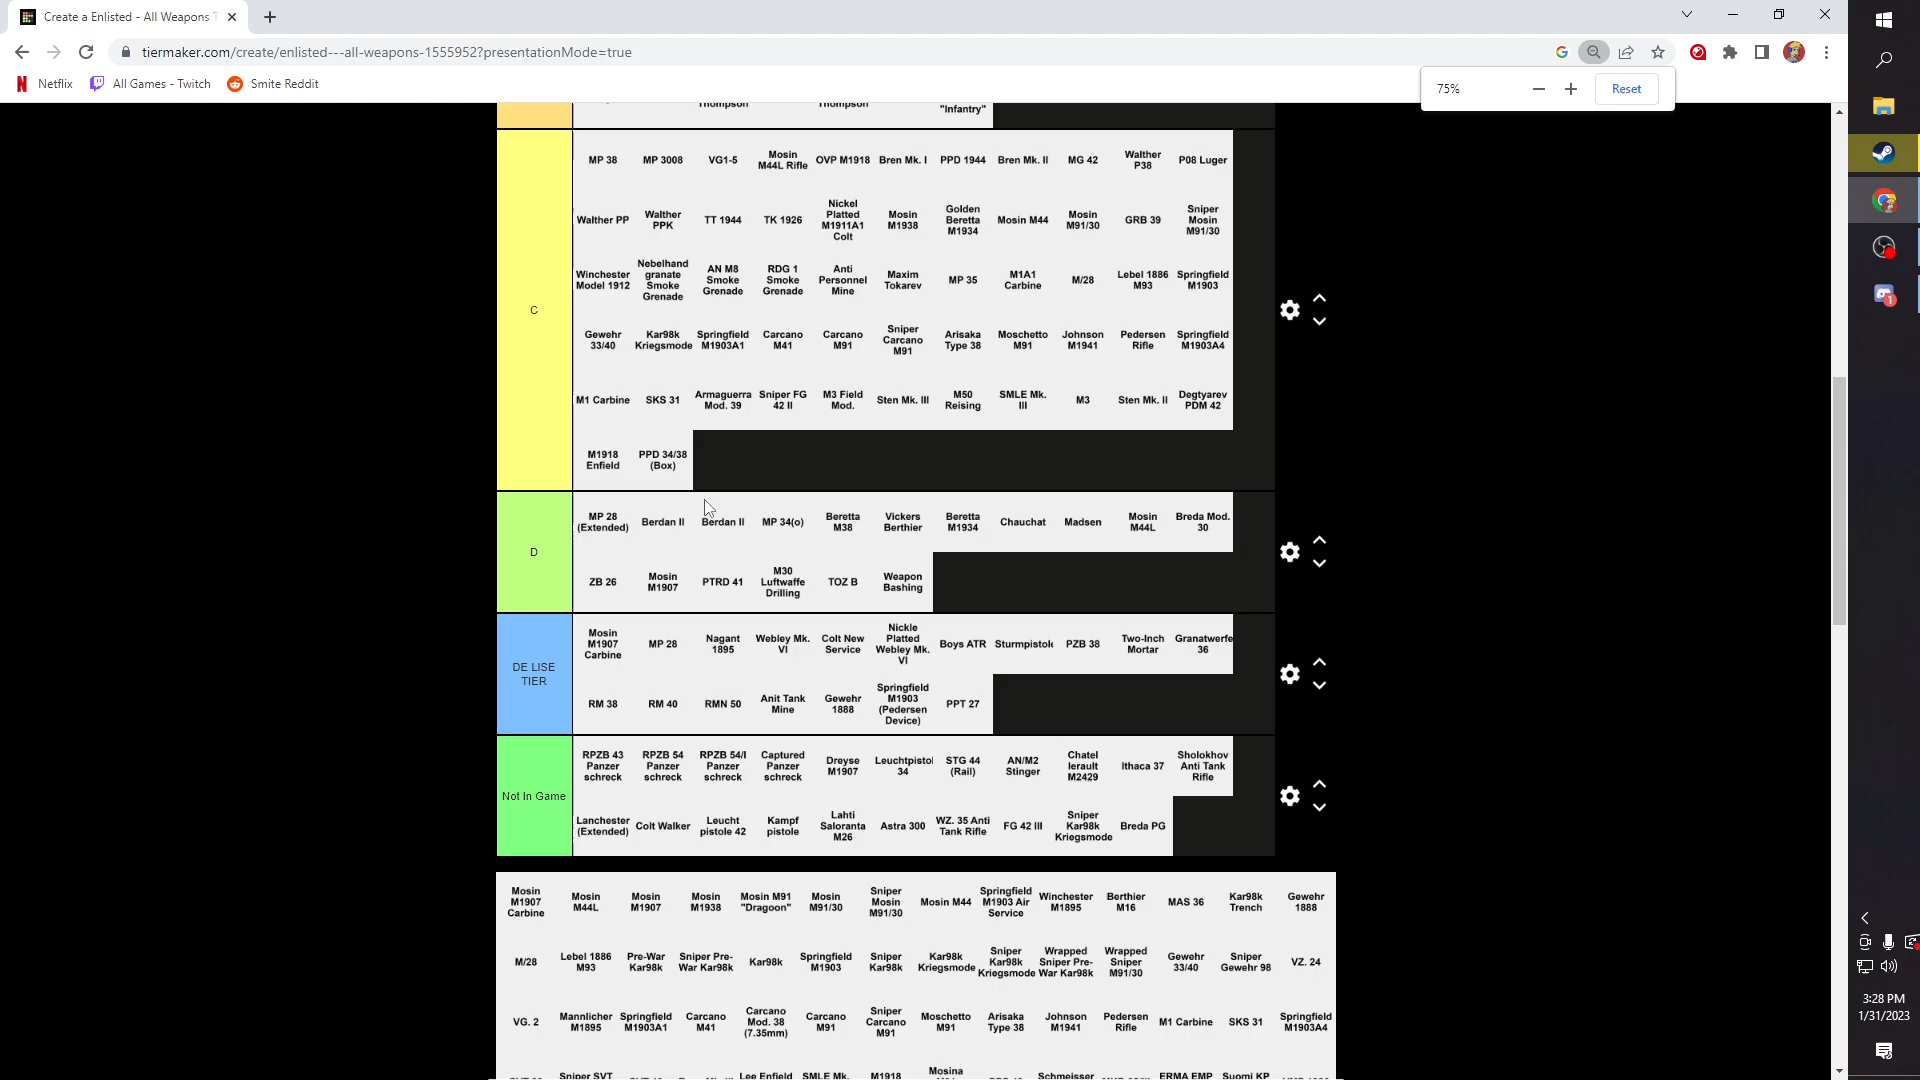 Create a Enlisted - All Weapons T
tiermaker.com/create/enlisted---all-weapons-1555952?presentationMode=true
Netflix
All Games - Twitch
Smite Reddit
75%
Reset
Thompson
Thompson
"Infantry"
C
MP 38
MP 3008
VG1-5
Mosin
M44L Rifle
OVP M1918
Bren Mk. I
PPD 1944
Bren Mk. II
MG 42
Walther
P38
P08 Luger
Walther PP
Walther
PPK
TT 1944
TK 1926
Nickel
Platted
M1911A1
Colt
Mosin
M1938
Golden
Beretta
M1934
Mosin M44
Mosin
M91/30
GRB 39
Sniper
Mosin
M91/30
Winchester
Model 1912
Nebelhand
granate
Smoke
Grenade
AN M8
Smoke
Grenade
RDG 1
Smoke
Grenade
Anti
Personnel
Mine
Maxim
Tokarev
MP 35
M1A1
Carbine
M/28
Lebel 1886
M93
Springfield
M1903
Gewehr
33/40
Kar98k
Kriegsmode
Springfield
M1903A1
Carcano
M41
Carcano
M91
Sniper
Carcano
M91
Arisaka
Type 38
Moschetto
M91
Johnson
M1941
Pedersen
Rifle
Springfield
M1903A4
M1 Carbine
SKS 31
Armaguerra
Mod. 39
Sniper FG
42 II
M3 Field
Mod.
Sten Mk. III
M50
Reising
SMLE Mk.
III
M3
Sten Mk. II
Degtyarev
PDM 42
M1918
Enfield
PPD 34/38
(Box)
D
MP 28
(Extended)
Berdan II
Berdan II
MP 34(o)
Beretta
M38
Vickers
Berthier
Beretta
M1934
Chauchat
Madsen
Mosin
M44L
Breda Mod.
30
ZB 26
Mosin
M1907
PTRD 41
M30
Luftwaffe
Drilling
TOZ B
Weapon
Bashing
DE LISE
TIER
Mosin
M1907
Carbine
MP 28
Nagant
1895
Webley Mk.
VI
Colt New
Service
Nickle
Platted
Webley Mk.
VI
Boys ATR
Sturmpistole
PZB 38
Two-Inch
Mortar
Granatwerfe
36
RM 38
RM 40
RMN 50
Anit Tank
Mine
Gewehr
1888
Springfield
M1903
(Pedersen
Device)
PPT 27
Not In Game
RPZB 43
Panzer
schreck
RPZB 54
Panzer
schreck
RPZB 54/I
Panzer
schreck
Captured
Panzer
schreck
Dreyse
M1907
Leuchtpistol
34
STG 44
(Rail)
AN/M2
Stinger
Chatel
lerault
M2429
Ithaca 37
Sholokhov
Anti Tank
Rifle
Lanchester
(Extended)
Colt Walker
Leucht
pistole 42
Kampf
pistole
Lahti
Saloranta
M26
Astra 300
WZ. 35 Anti
Tank Rifle
FG 42 III
Sniper
Kar98k
Kriegsmode
Breda PG
Mosin
M1907
Carbine
Mosin
M44L
Mosin
M1907
Mosin
M1938
Mosin M91
"Dragoon"
Mosin
M91/30
Sniper
Mosin
M91/30
Mosin M44
Springfield
M1903 Air
Service
Winchester
M1895
Berthier
M16
MAS 36
Kar98k
Trench
Gewehr
1888
M/28
Lebel 1886
M93
Pre-War
Kar98k
Sniper Pre-
War Kar98k
Kar98k
Springfield
M1903
Sniper
Kar98k
Kar98k
Kriegsmode
Sniper
Kar98k
Kriegsmode
Wrapped
Sniper Pre-
War Kar98k
Wrapped
Sniper
M91/30
Gewehr
33/40
Sniper
Gewehr 98
VZ. 24
VG. 2
Mannlicher
M1895
Springfield
M1903A1
Carcano
M41
Carcano
Mod. 38
(7.35mm)
Carcano
M91
Sniper
Carcano
M91
Moschetto
M91
Arisaka
Type 38
Johnson
M1941
Pedersen
Rifle
M1 Carbine
SKS 31
Springfield
M1903A4
Sniper SVT
Lee Enfield
SMLE Mk.
M1918
Mosina
Schmeisser
ERMA EMP
Suomi KP
3:28 PM
1/31/2023
1